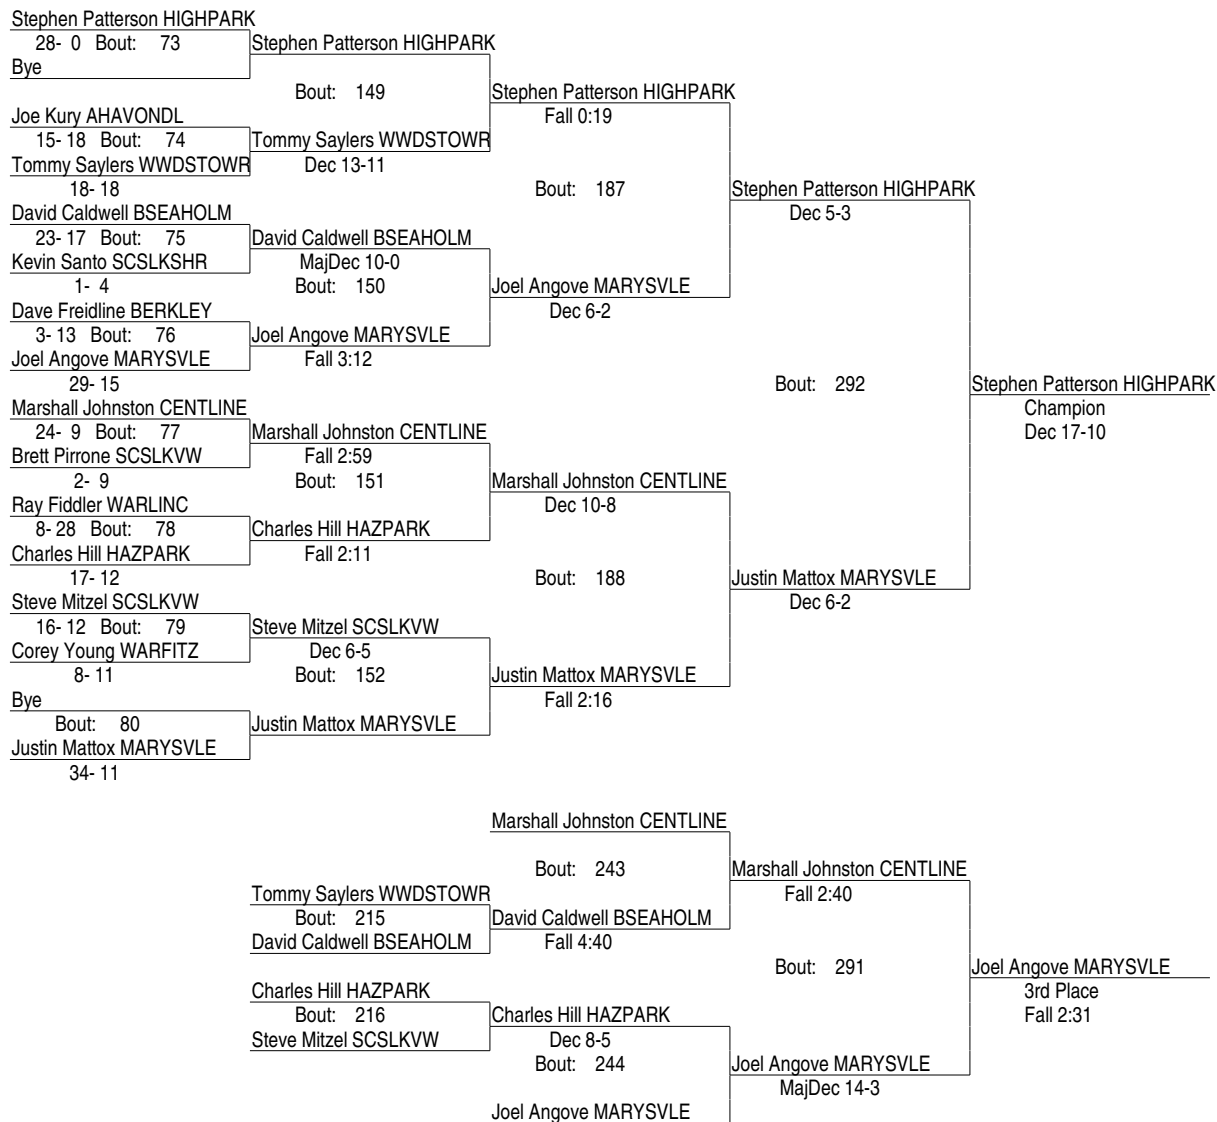 Stephen Patterson HIGHPARK
28- 0 Bout: 73
Stephen Patterson HIGHPARK
Bye
Bout: 149
Stephen Patterson HIGHPARK
Joe Kury AHAVONDL
Fall 0:19
15- 18 Bout: 74
Tommy Saylers WWDSTOWR
Tommy Saylers WWDSTOWR
Dec 13-11
18- 18
Bout: 187
Stephen Patterson HIGHPARK
David Caldwell BSEAHOLM
Dec 5-3
23- 17 Bout: 75
David Caldwell BSEAHOLM
Kevin Santo SCSLKSHR
MajDec 10-0
1- 4
Bout: 150
Joel Angove MARYSVLE
Dave Freidline BERKLEY
Dec 6-2
3- 13 Bout: 76
Joel Angove MARYSVLE
Joel Angove MARYSVLE
Fall 3:12
29- 15
Bout: 292
Stephen Patterson HIGHPARK
Marshall Johnston CENTLINE
Champion
24- 9 Bout: 77
Marshall Johnston CENTLINE
Dec 17-10
Brett Pirrone SCSLKVW
Fall 2:59
2- 9
Bout: 151
Marshall Johnston CENTLINE
Ray Fiddler WARLINC
Dec 10-8
8- 28 Bout: 78
Charles Hill HAZPARK
Charles Hill HAZPARK
Fall 2:11
17- 12
Bout: 188
Justin Mattox MARYSVLE
Steve Mitzel SCSLKVW
Dec 6-2
16- 12 Bout: 79
Steve Mitzel SCSLKVW
Corey Young WARFITZ
Dec 6-5
8- 11
Bout: 152
Justin Mattox MARYSVLE
Bye
Fall 2:16
Bout: 80
Justin Mattox MARYSVLE
Justin Mattox MARYSVLE
34- 11
Marshall Johnston CENTLINE
Bout: 243
Marshall Johnston CENTLINE
Tommy Saylers WWDSTOWR
Fall 2:40
Bout: 215
David Caldwell BSEAHOLM
David Caldwell BSEAHOLM
Fall 4:40
Bout: 291
Joel Angove MARYSVLE
Charles Hill HAZPARK
3rd Place
Bout: 216
Charles Hill HAZPARK
Fall 2:31
Steve Mitzel SCSLKVW
Dec 8-5
Bout: 244
Joel Angove MARYSVLE
MajDec 14-3
Joel Angove MARYSVLE